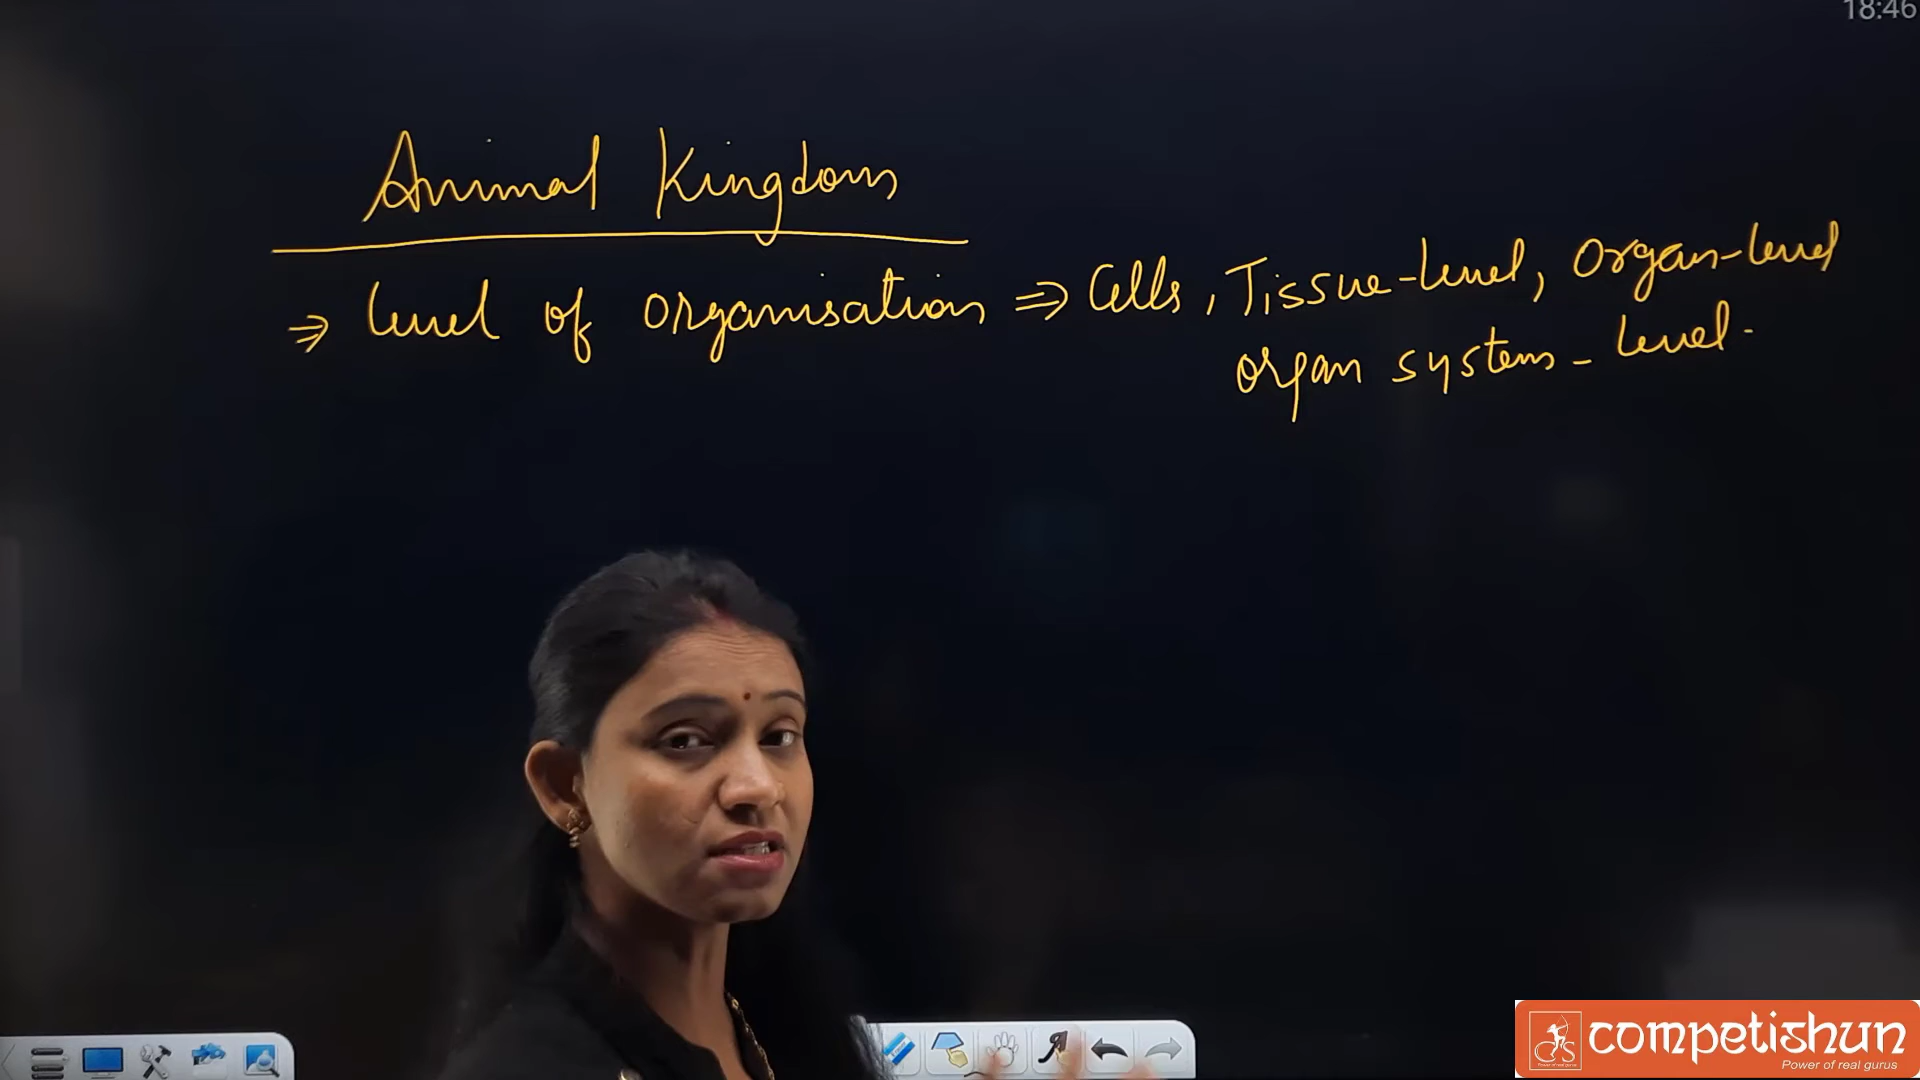 18:46
Animal Kingdom
⇒ level of organisation ⇒ Cells, Tissue-level, Organ-level
organ system - level.
competishun
Power of real gurus